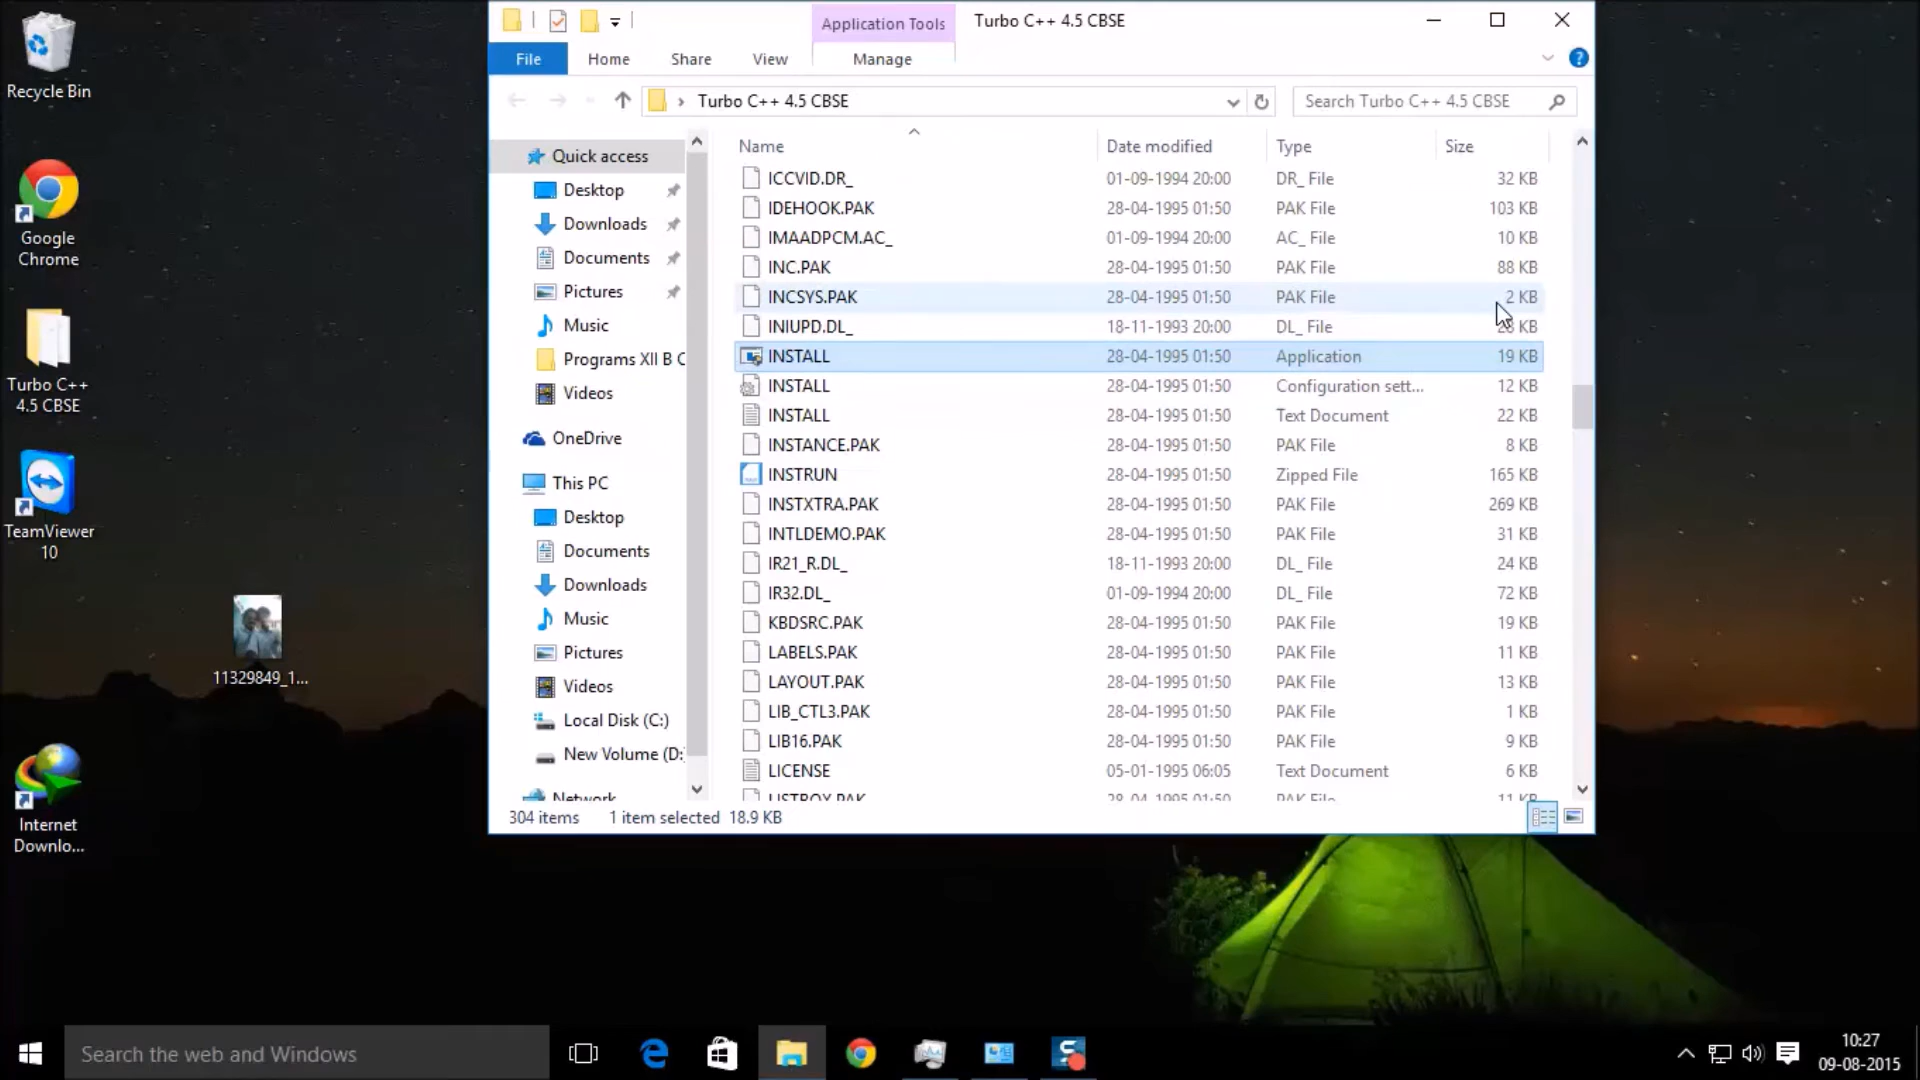 Recycle Bin
Google
Chrome
Turbo C++
4.5 CBSE
TeamViewer
10
11329849_1...
Internet
Downlo...
Application Tools
Turbo C++ 4.5 CBSE
File
Home
Share
View
Manage
Turbo C++ 4.5 CBSE
Search Turbo C++ 4.5 CBSE
Quick access
Desktop
Downloads
Documents
Pictures
Music
Programs XII B C
Videos
OneDrive
This PC
Desktop
Documents
Downloads
Music
Pictures
Videos
Local Disk (C:)
New Volume (D:
Network
Name Date modified Type Size
ICCVID.DR_ 01-09-1994 20:00 DR_ File 32 KB
IDEHOOK.PAK 28-04-1995 01:50 PAK File 103 KB
IMAADPCM.AC_ 01-09-1994 20:00 AC_ File 10 KB
INC.PAK 28-04-1995 01:50 PAK File 88 KB
INCSYS.PAK 28-04-1995 01:50 PAK File 2 KB
INIUPD.DL_ 18-11-1993 20:00 DL_ File KB
INSTALL 28-04-1995 01:50 Application 19 KB
INSTALL 28-04-1995 01:50 Configuration sett... 12 KB
INSTALL 28-04-1995 01:50 Text Document 22 KB
INSTANCE.PAK 28-04-1995 01:50 PAK File 8 KB
INSTRUN 28-04-1995 01:50 Zipped File 165 KB
INSTXTRA.PAK 28-04-1995 01:50 PAK File 269 KB
INTLDEMO.PAK 28-04-1995 01:50 PAK File 31 KB
IR21_R.DL_ 18-11-1993 20:00 DL_ File 24 KB
IR32.DL_ 01-09-1994 20:00 DL_ File 72 KB
KBDSRC.PAK 28-04-1995 01:50 PAK File 19 KB
LABELS.PAK 28-04-1995 01:50 PAK File 11 KB
LAYOUT.PAK 28-04-1995 01:50 PAK File 13 KB
LIB_CTL3.PAK 28-04-1995 01:50 PAK File 1 KB
LIB16.PAK 28-04-1995 01:50 PAK File 9 KB
LICENSE 05-01-1995 06:05 Text Document 6 KB
LISTBOX.PAK 28-04-1995 01:50 PAK File 11 KB
304 items 1 item selected 18.9 KB
Search the web and Windows
10:27
09-08-2015